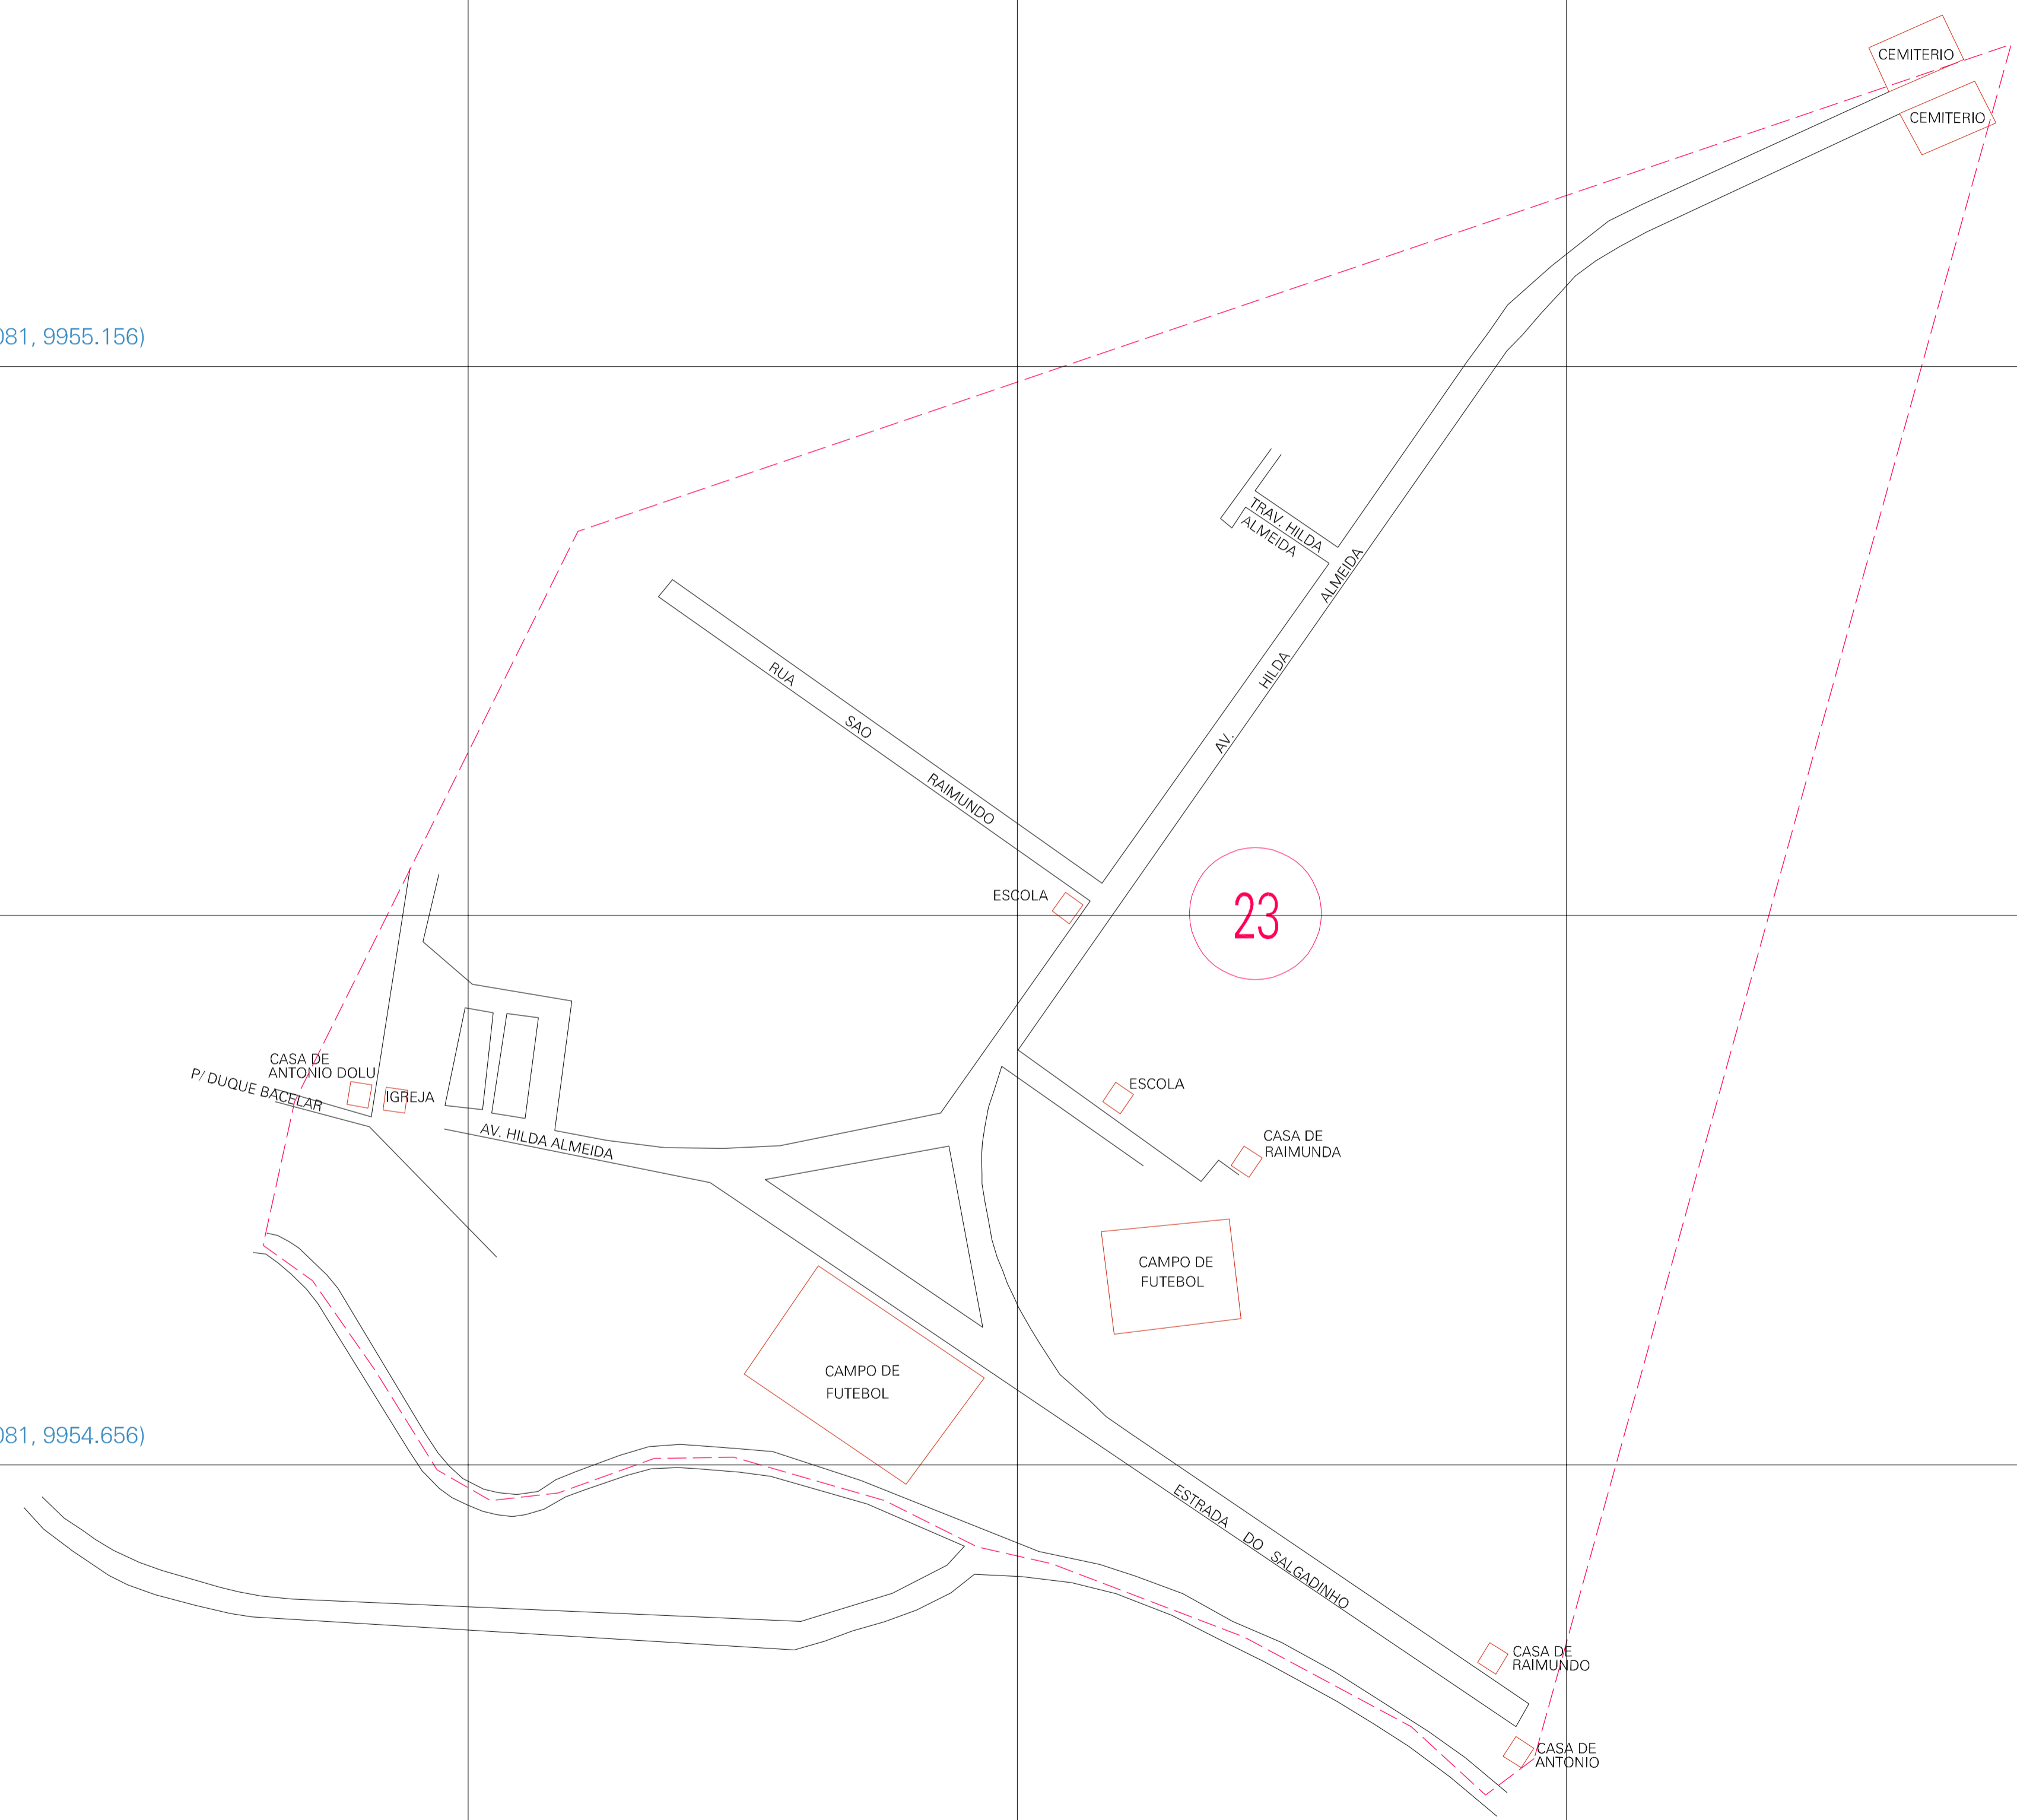 CEMITERIO
CEMITERIO
081, 9955.156)
TRAV. HILDA
ALMEIDA
AV. HILDA ALMEIDA
RUA SAO RAIMUNDO
ESCOLA
23
CASA DE
ANTONIO DOLU
P/ DUQUE BACELAR
IGREJA
AV. HILDA ALMEIDA
ESCOLA
CASA DE
RAIMUNDA
CAMPO DE
FUTEBOL
CAMPO DE
FUTEBOL
081, 9954.656)
ESTRADA DO SALGADINHO
CASA DE
RAIMUNDO
CASA DE
ANTONIO